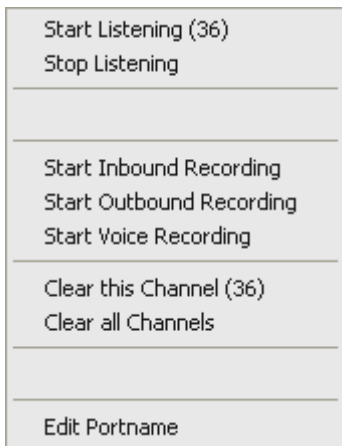 Start Listening (36)
Stop Listening
Start Inbound Recording
Start Outbound Recording
Start Voice Recording
Clear this Channel (36)
Clear all Channels
Edit Portname